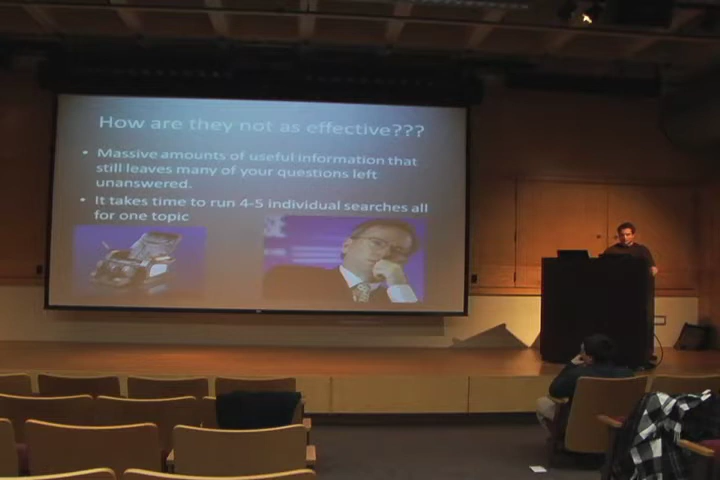 How are they not as effective???
• Massive amounts of useful information that
still leaves many of your questions left
unanswered.
• It takes time to run 4-5 individual searches all
for one topic